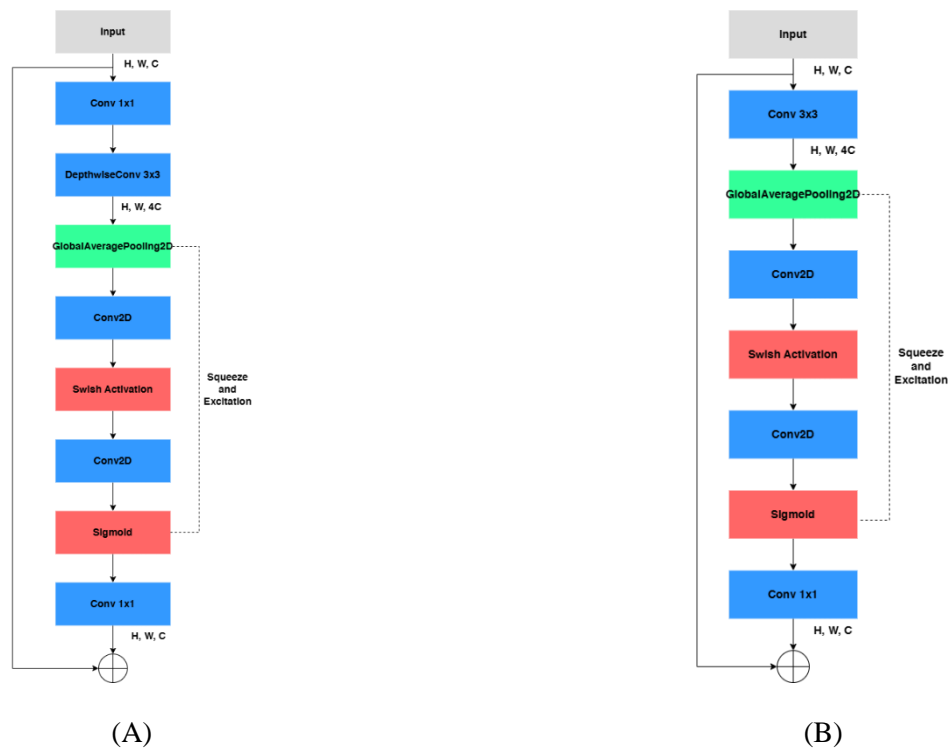 Input
H, W, C
Conv 1x1
DepthwiseConv 3x3
H, W, 4C
GlobalAveragePooling2D
Conv2D
Swish Activation
Squeeze
and
Excitation
Conv2D
Sigmoid
Conv 1x1
H, W, C
(A)
Input
H, W, C
Conv 3x3
H, W, 4C
GlobalAveragePooling2D
Conv2D
Swish Activation
Squeeze
and
Excitation
Conv2D
Sigmoid
Conv 1x1
H, W, C
(B)